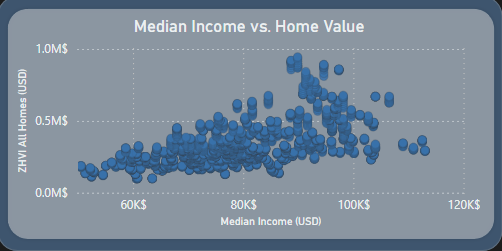 Median Income vs. Home Value
1.0M$
0.5M$
0.0M$
ZHVI All Homes (USD)
60K$ 80K$ 100K$ 120K$
Median Income (USD)